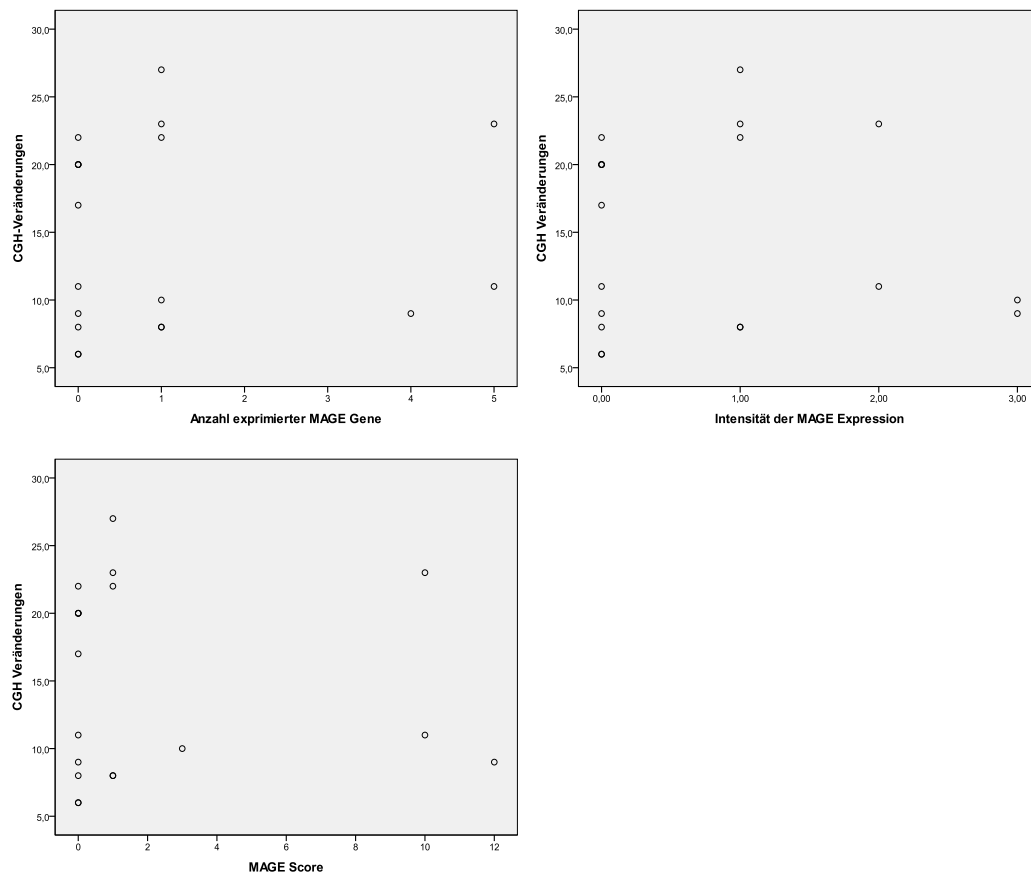 30,0
25,0
20,0
15,0
10,0
5,0
CGH-Veränderungen
0 1 2 3 4 5
Anzahl exprimierter MAGE Gene
30,0
25,0
20,0
15,0
10,0
5,0
CGH Veränderungen
0,00 1,00 2,00 3,00
Intensität der MAGE Expression
30,0
25,0
20,0
15,0
10,0
5,0
CGH Veränderungen
0 2 4 6 8 10 12
MAGE Score